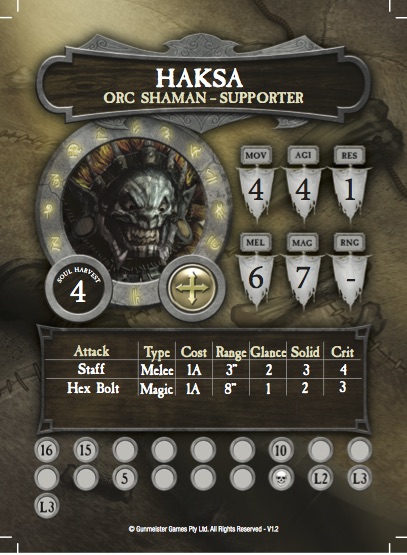 HAKSA
ORC SHAMAN - SUPPORTER
MOV AGI RES
4 4 1
MEL MAG RNG
6 7 -
SOUL HARVEST
4
Attack Type Cost Range Glance Solid Crit
Staff Melee 1A 3" 2 3 4
Hex Bolt Magic 1A 8" 1 2 3
16 15 10
5 L2 L3
L3
© Gunmeister Games Pty Ltd. All Rights Reserved - V1.2